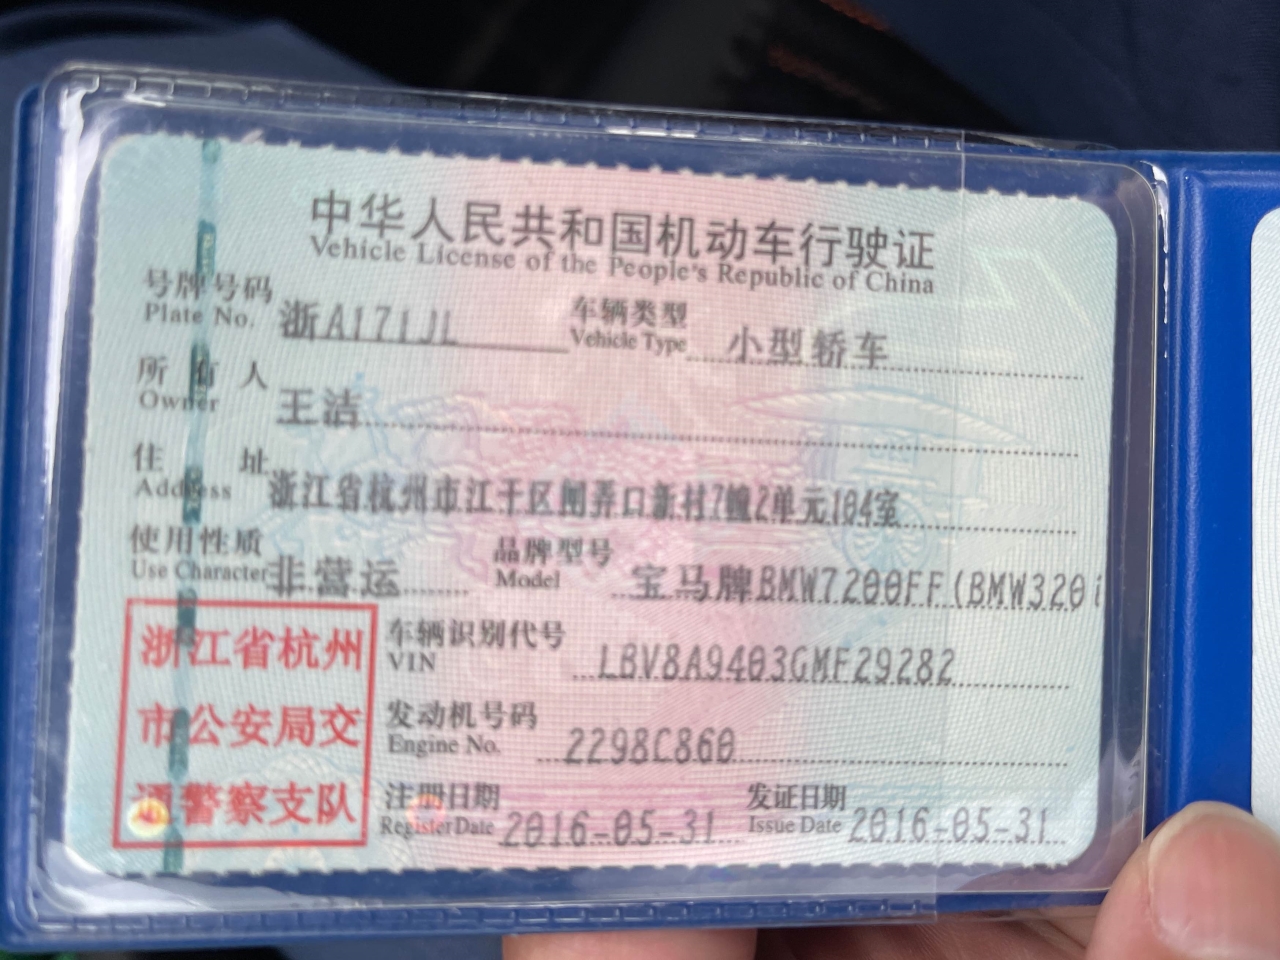 中华人民共和国机动车行驶证
Vehicle License of the People's Republic of China
号牌号码 浙A171JL 车辆类型 小型轿车
Plate No. Vehicle Type
所有人 王洁
Owner
住址 浙江省杭州市江干区闸弄口新村7幢2单元104室
Address
使用性质 非营运 品牌型号 宝马牌BMW7200FF(BMW320i
Use Character Model
浙江省杭州
市公安局交
通警察支队
车辆识别代号 LBV8A9403GMF29282
VIN
发动机号码 2298C860
Engine No.
注册日期 2016-05-31 发证日期 2016-05-31
Register Date Issue Date